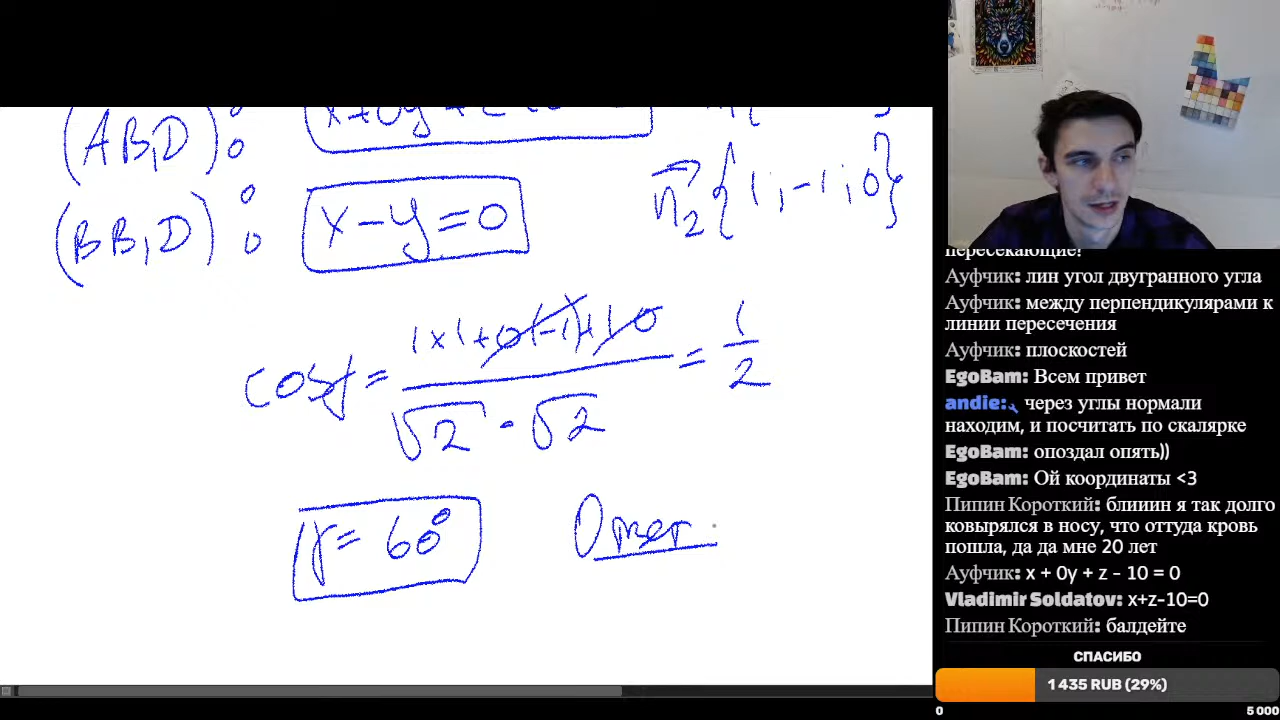 (AB₁D):
(BB₁D):
x-y=0
n₂{1;-1;0}
cosγ= 1×1+0(-1)+1·0 / √2·√2 = 1/2
γ=60°
Ответ
пересекающие!
Ауфчик: лин угол двугранного угла
Ауфчик: между перпендикулярами к
линии пересечения
Ауфчик: плоскостей
EgoBam: Всем привет
andie: через углы нормали
находим, и посчитать по скалярке
EgoBam: опоздал опять))
EgoBam: Ой координаты <3
Пипин Короткий: блииин я так долго
ковырялся в носу, что оттуда кровь
пошла, да да мне 20 лет
Ауфчик: x + 0y + z - 10 = 0
Vladimir Soldatov: x+z-10=0
Пипин Короткий: балдейте
СПАСИБО
1 435 RUB (29%)
0 5 000